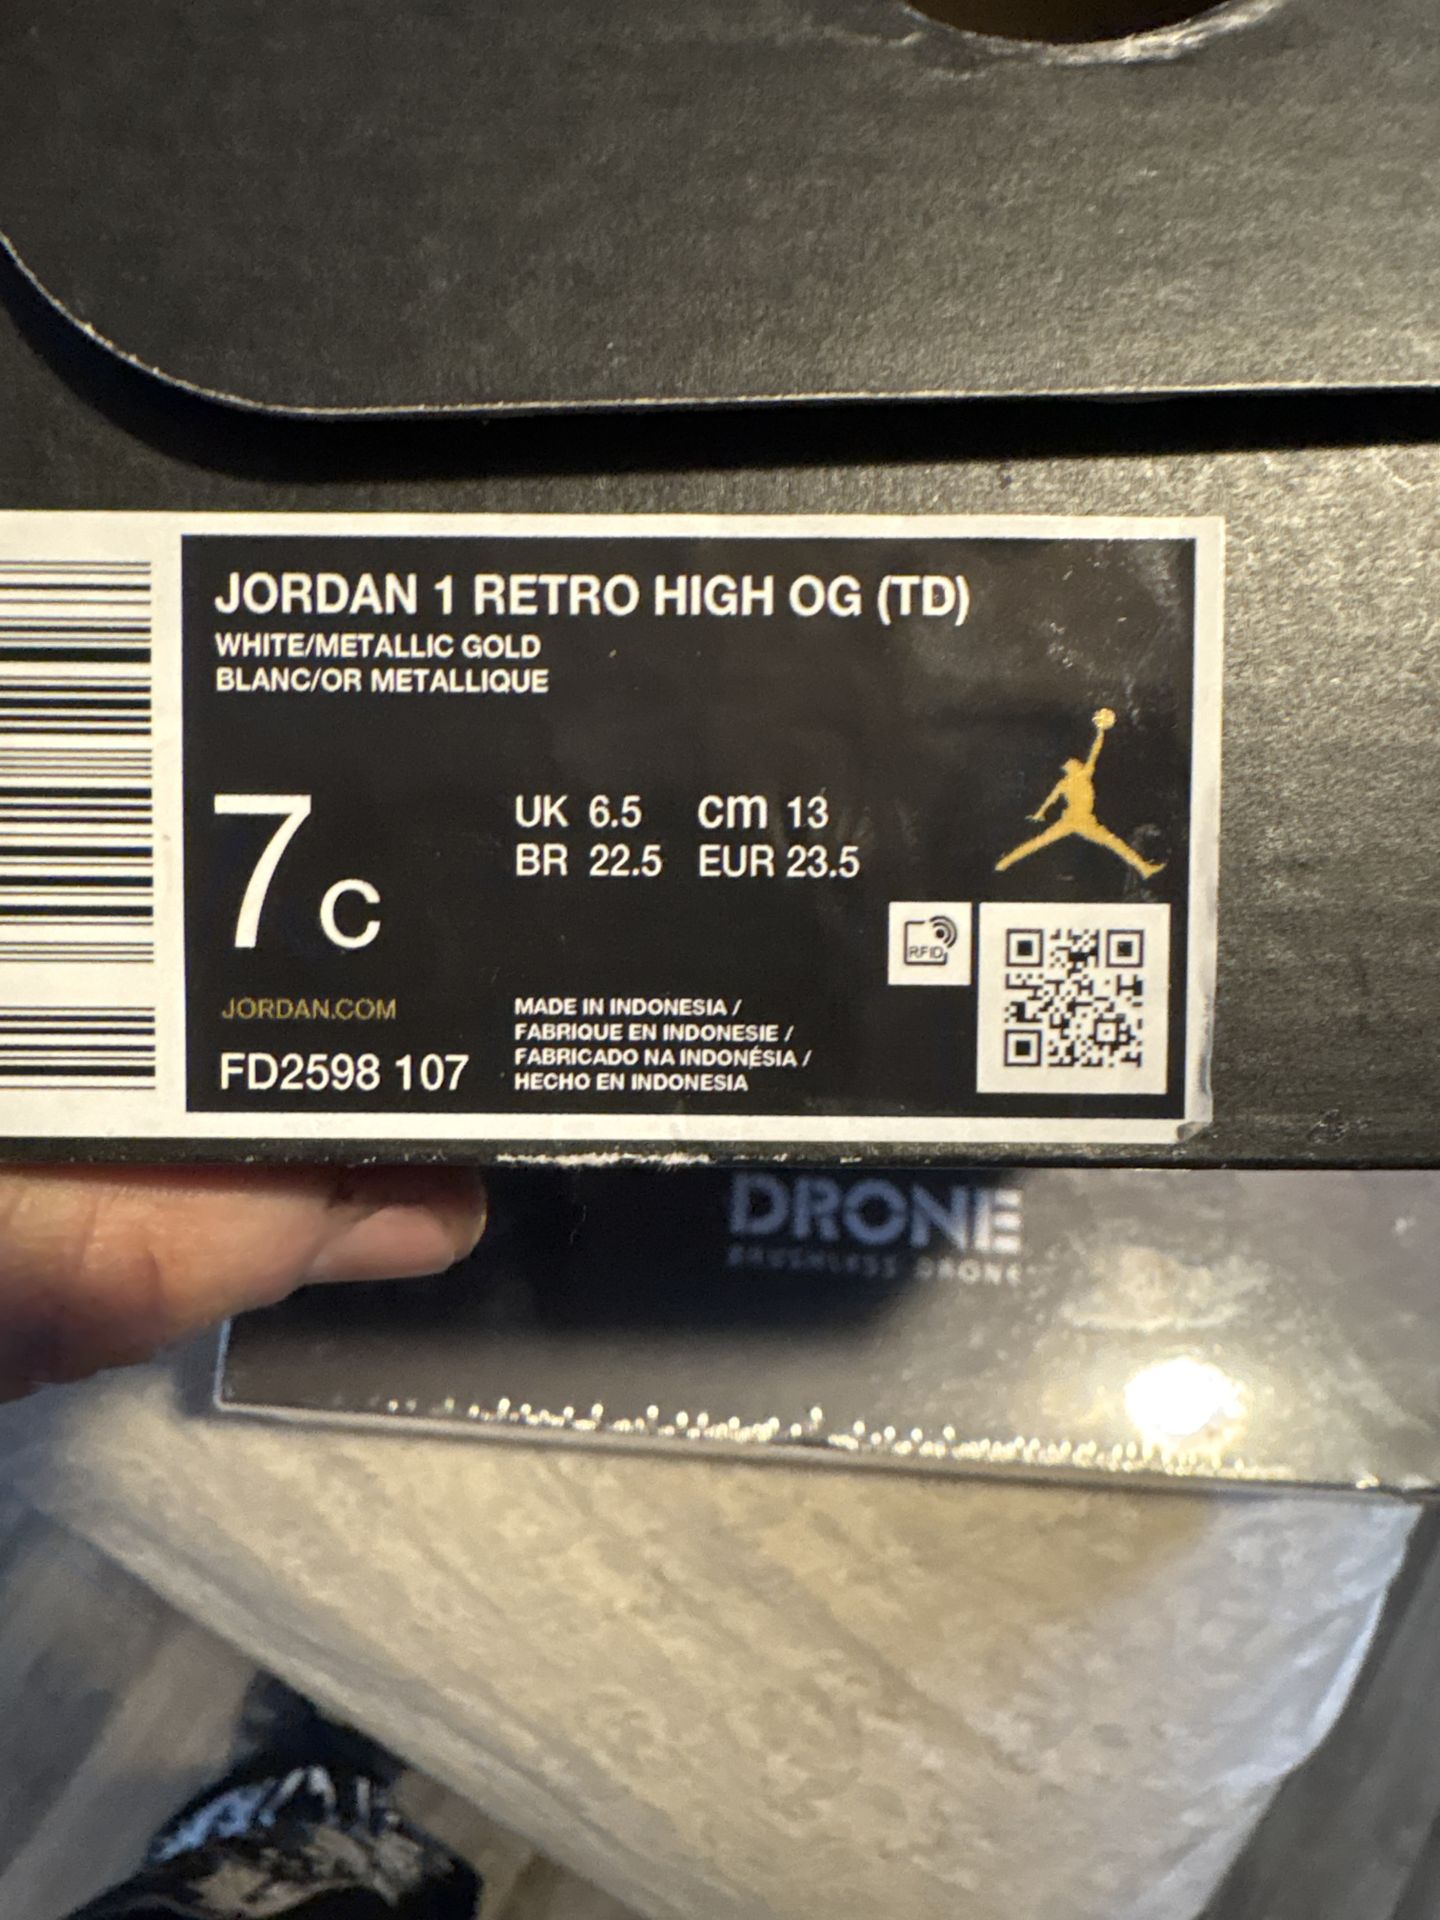 JORDAN 1 RETRO HIGH OG (TD)
WHITE/METALLIC GOLD
BLANC/OR METALLIQUE
7c
UK 6.5 cm 13
BR 22.5 EUR 23.5
RFID
JORDAN.COM
FD2598 107
MADE IN INDONESIA /
FABRIQUE EN INDONESIE /
FABRICADO NA INDONÉSIA /
HECHO EN INDONESIA
DRONE
BRUSHLESS DRONE